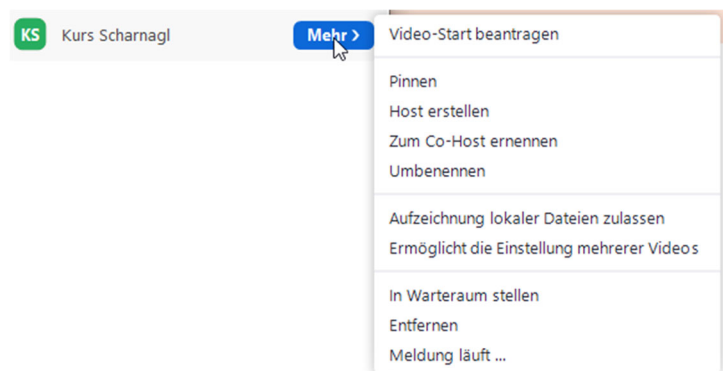 KS Kurs Scharnagl Mehr > Video-Start beantragen
Pinnen
Host erstellen
Zum Co-Host ernennen
Umbenennen
Aufzeichnung lokaler Dateien zulassen
Ermöglicht die Einstellung mehrerer Videos
In Warteraum stellen
Entfernen
Meldung läuft ...